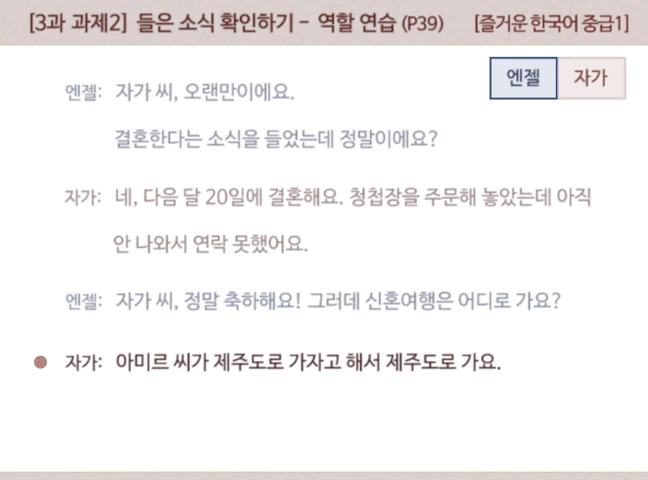 [3과 과제2] 들은 소식 확인하기 - 역할 연습 (P39) [즐거운 한국어 중급1]
엔젤 자가
엔젤: 자가 씨, 오랜만이에요.
결혼한다는 소식을 들었는데 정말이에요?
자가: 네, 다음 달 20일에 결혼해요. 청첩장을 주문해 놓았는데 아직
안 나와서 연락 못했어요.
엔젤: 자가 씨, 정말 축하해요! 그러데 신혼여행은 어디로 가요?
자가: 아미르 씨가 제주도로 가자고 해서 제주도로 가요.